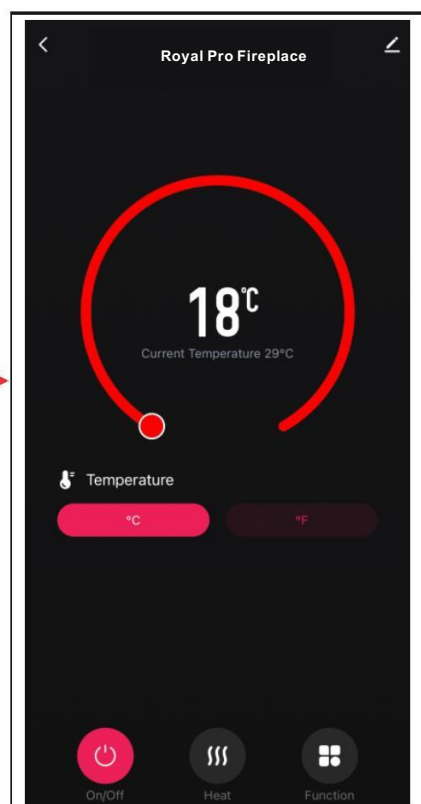 Royal Pro Fireplace
18°C
Current Temperature 29°C
Temperature
°C °F
On/Off Heat Function